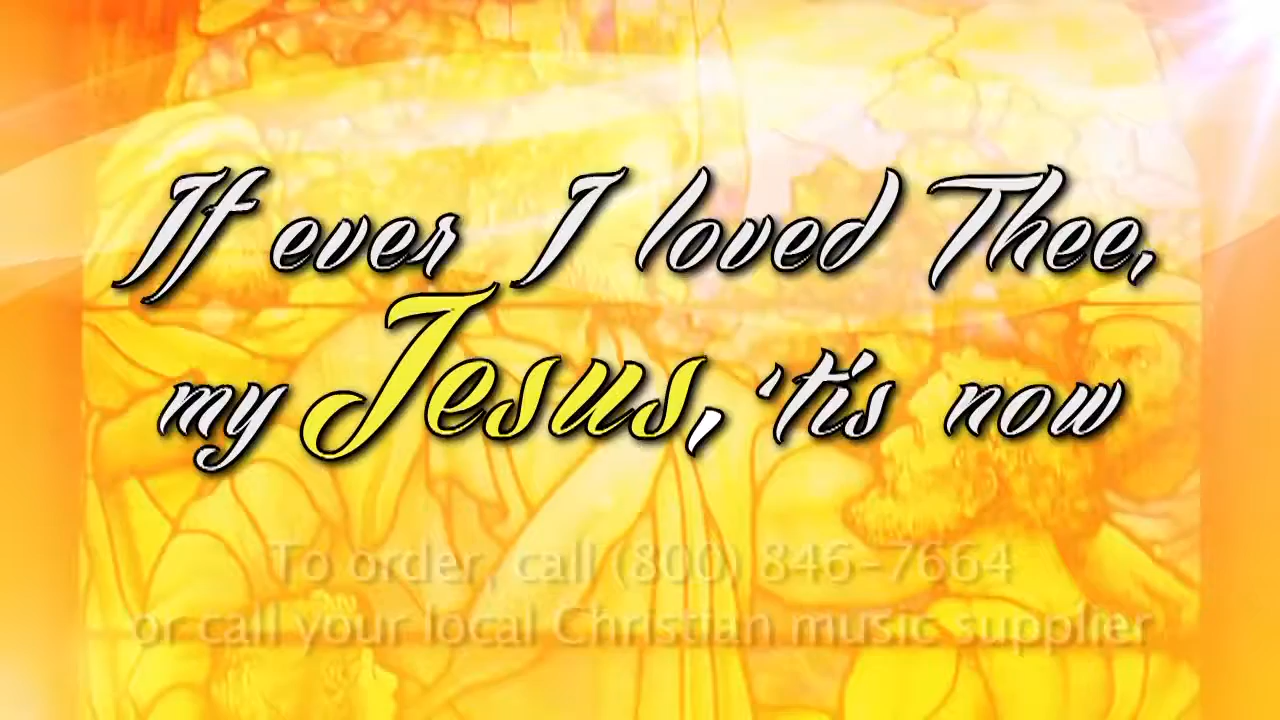 If ever I loved Thee,
my Jesus, 'tis now
To order, call (800) 846-7664
or call your local Christian music supplier